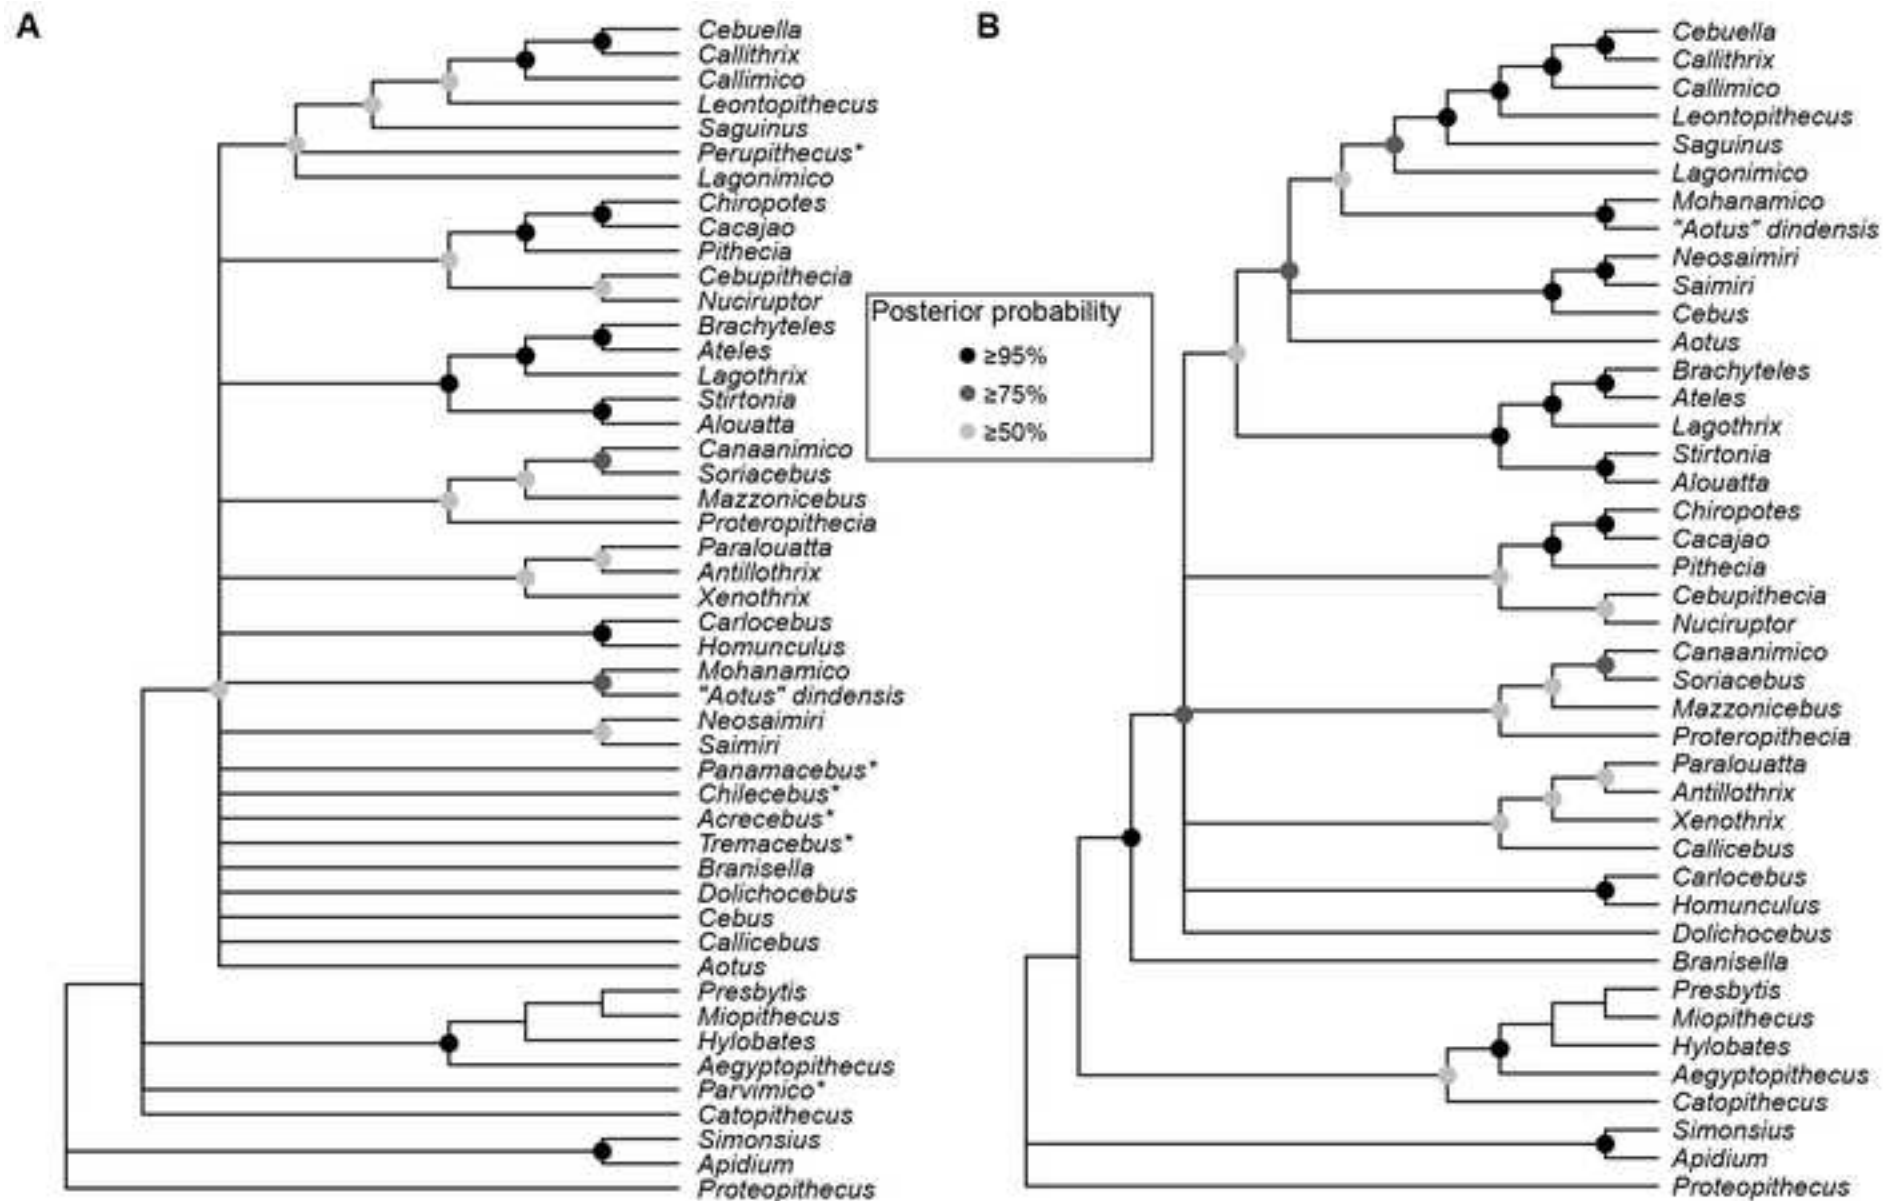 A
Cebuella
Callithrix
Callimico
Leontopithecus
Saguinus
Perupithecus*
Lagonimico
Chiropotes
Cacajao
Pithecia
Cebupithecia
Nuciruptor
Brachyteles
Ateles
Lagothrix
Stirtonia
Alouatta
Canaanimico
Soriacebus
Mazzonicebus
Proteropithecia
Paralouatta
Antillothrix
Xenothrix
Carlocebus
Homunculus
Mohanamico
"Aotus" dindensis
Neosaimiri
Saimiri
Panamacebus*
Chilecebus*
Acrecebus*
Tremacebus*
Branisella
Dolichocebus
Cebus
Callicebus
Aotus
Presbytis
Miopithecus
Hylobates
Aegyptopithecus
Parvimico*
Catopithecus
Simonsius
Apidium
Proteopithecus
Posterior probability
≥95%
≥75%
≥50%
B
Cebuella
Callithrix
Callimico
Leontopithecus
Saguinus
Lagonimico
Mohanamico
"Aotus" dindensis
Neosaimiri
Saimiri
Cebus
Aotus
Brachyteles
Ateles
Lagothrix
Stirtonia
Alouatta
Chiropotes
Cacajao
Pithecia
Cebupithecia
Nuciruptor
Canaanimico
Soriacebus
Mazzonicebus
Proteropithecia
Paralouatta
Antillothrix
Xenothrix
Callicebus
Carlocebus
Homunculus
Dolichocebus
Branisella
Presbytis
Miopithecus
Hylobates
Aegyptopithecus
Catopithecus
Simonsius
Apidium
Proteopithecus